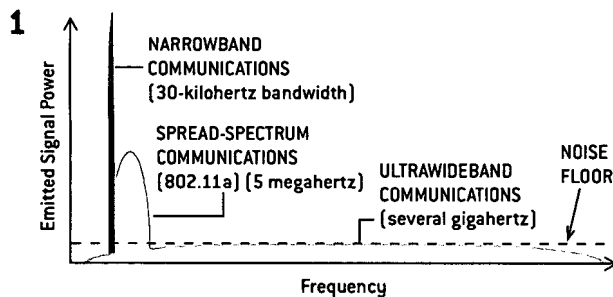 1
NARROWBAND
COMMUNICATIONS
(30-kilohertz bandwidth)
SPREAD-SPECTRUM
COMMUNICATIONS
(802.11a) (5 megahertz)
ULTRAWIDEBAND
COMMUNICATIONS
(several gigahertz)
NOISE
FLOOR
Emitted Signal Power
Frequency